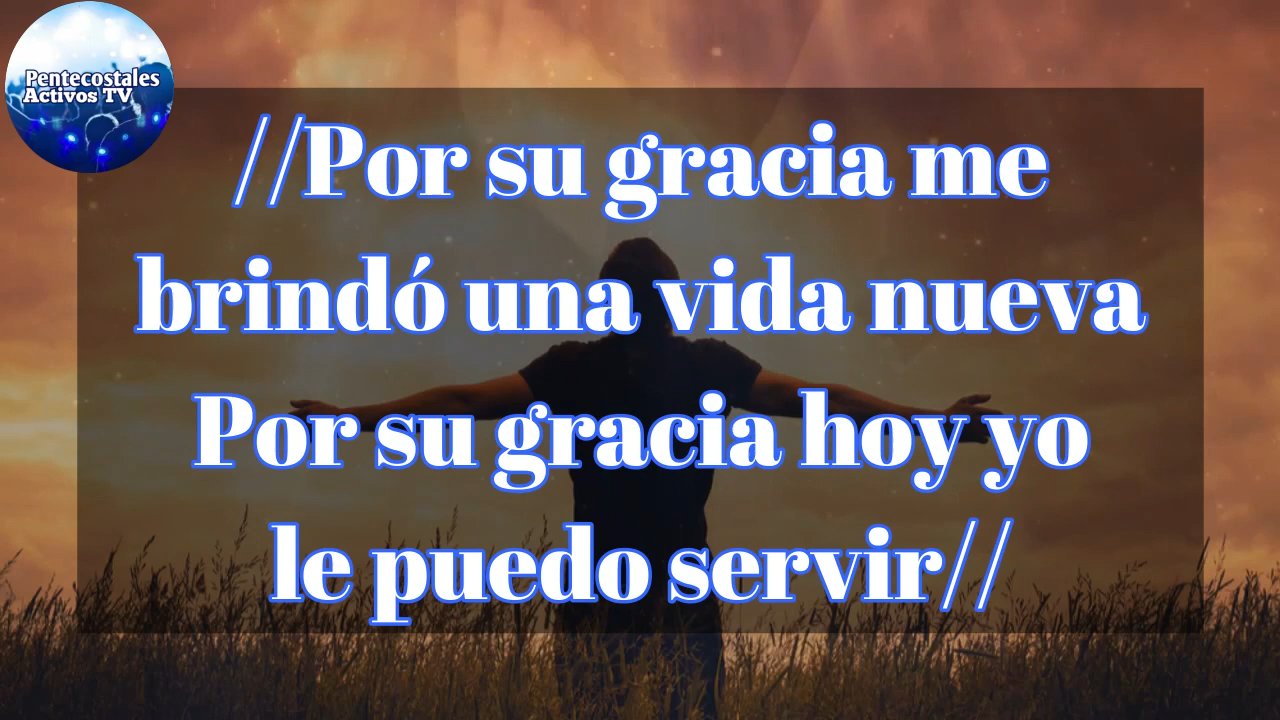 Pentecostales
Activos TV
//Por su gracia me
brindó una vida nueva
Por su gracia hoy yo
le puedo servir//